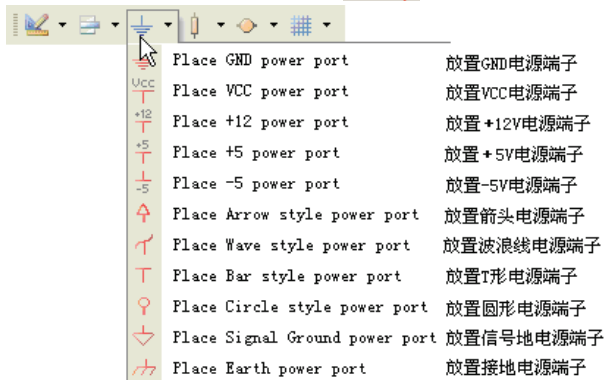 Place GND power port 放置GND电源端子
VCC Place VCC power port 放置VCC电源端子
+12 Place +12 power port 放置+12V电源端子
+5 Place +5 power port 放置+5V电源端子
-5 Place -5 power port 放置-5V电源端子
Place Arrow style power port 放置箭头电源端子
Place Wave style power port 放置波浪线电源端子
Place Bar style power port 放置T形电源端子
Place Circle style power port 放置圆形电源端子
Place Signal Ground power port 放置信号地电源端子
Place Earth power port 放置接地电源端子